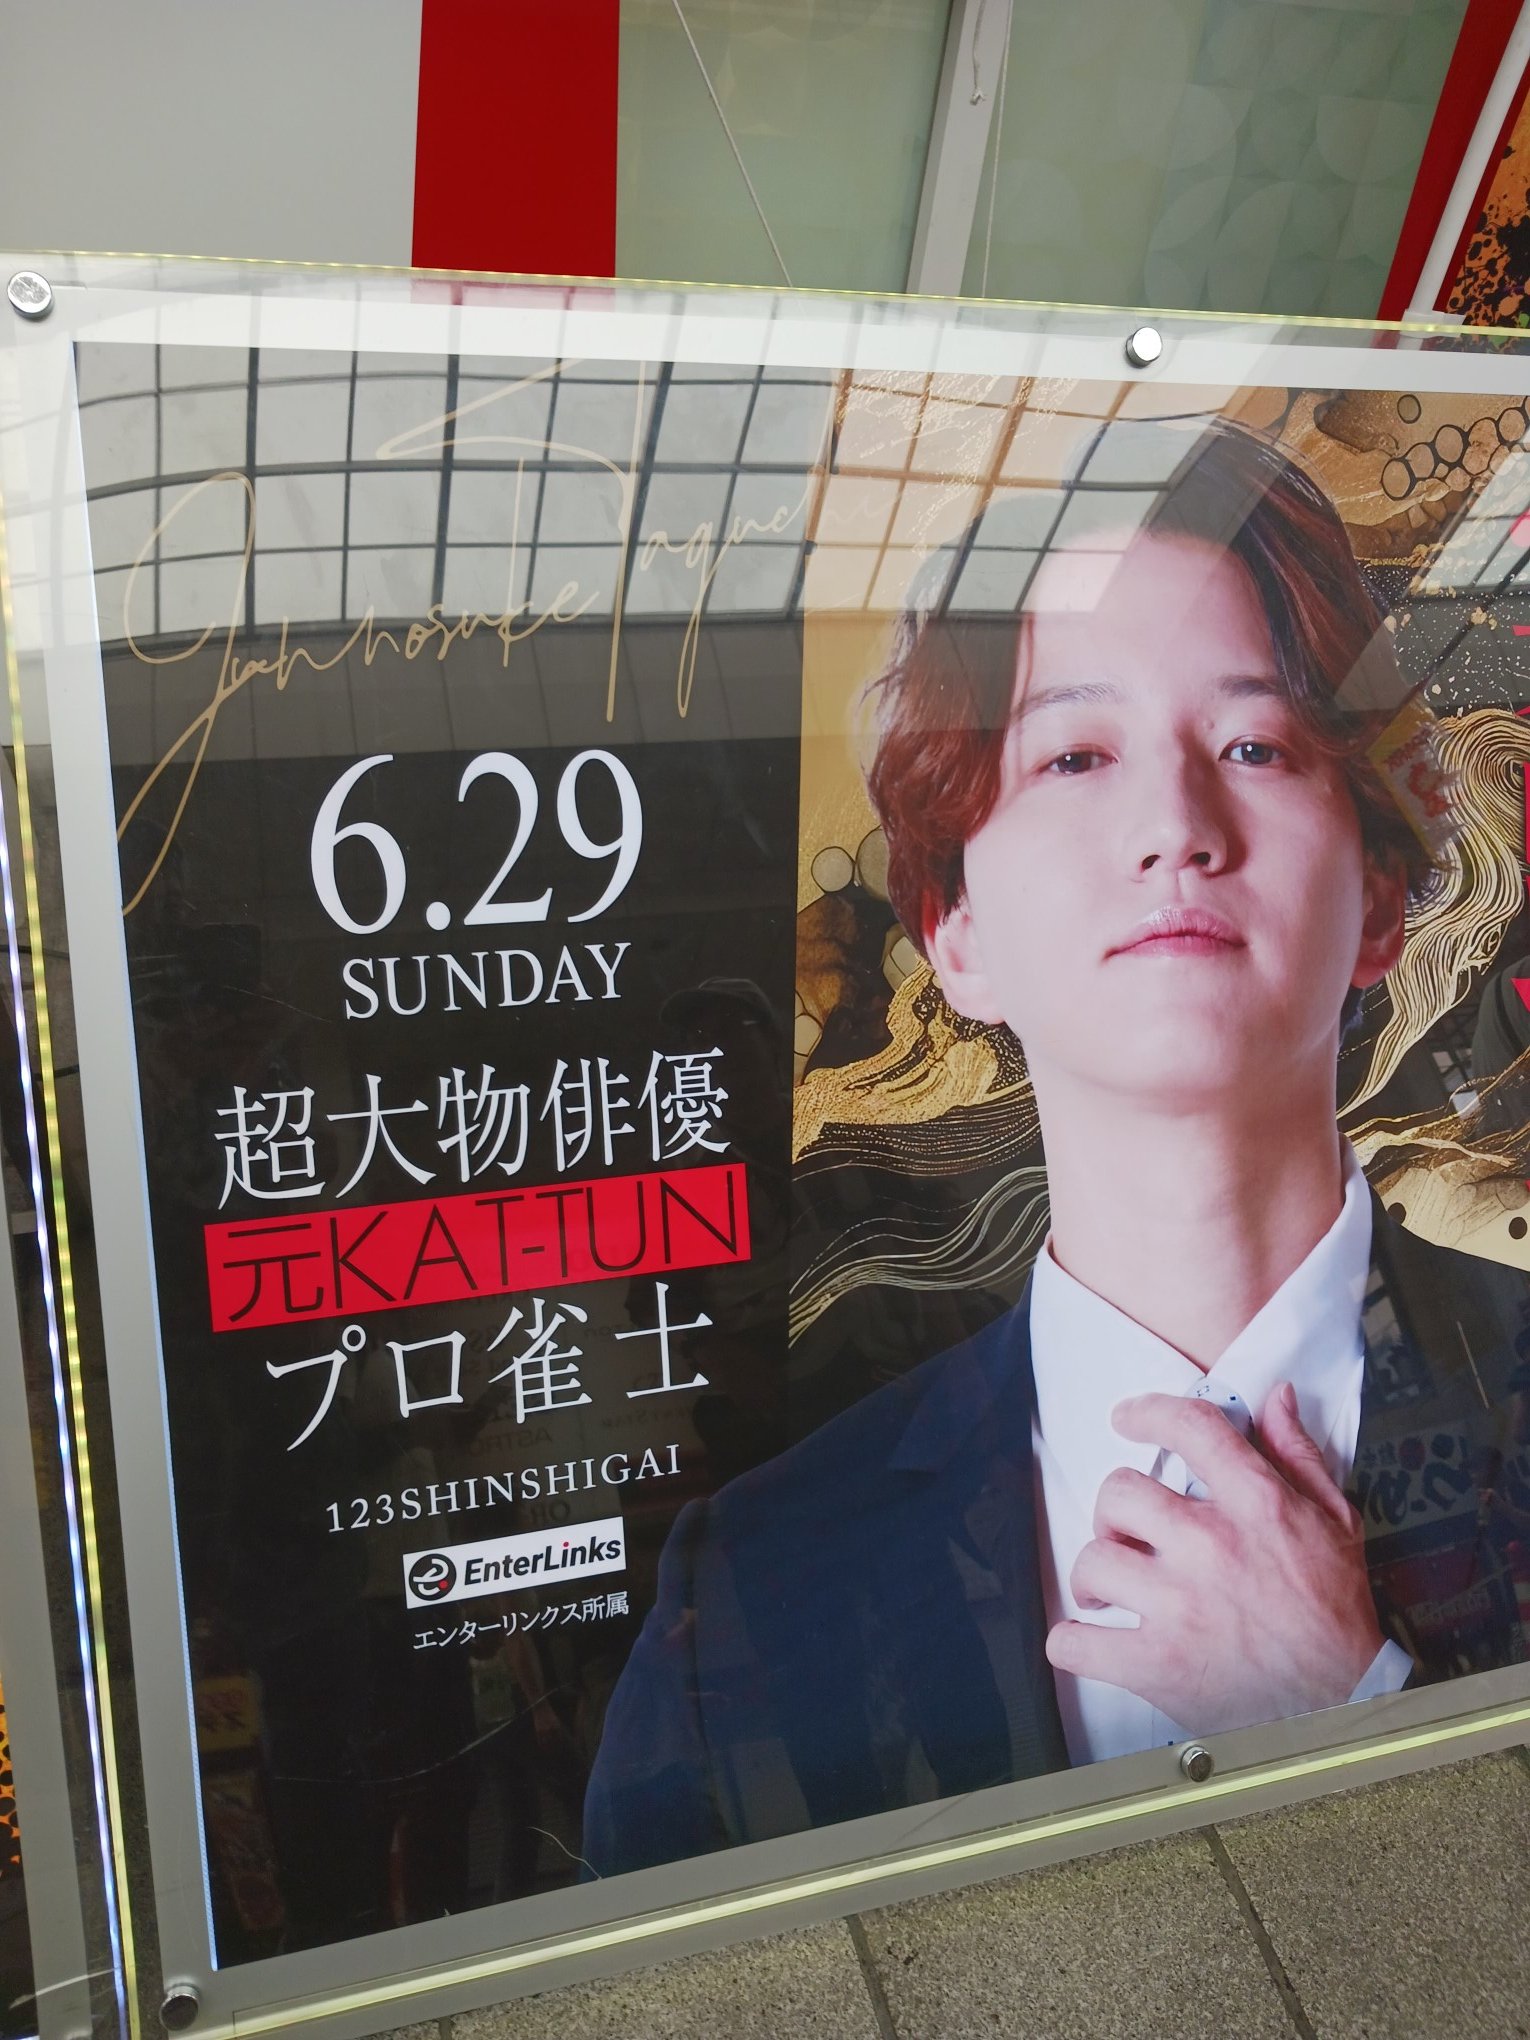 Junnosuke Taguchi
6.29
SUNDAY
超大物俳優
元KAT-TUN
プロ雀士
123SHINSHIGAI
EnterLinks
エンターリンクス所属